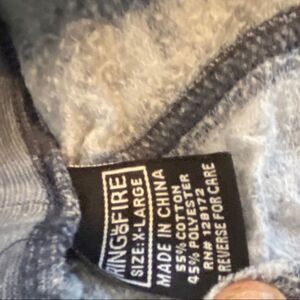 RING OF FIRE
SIZE: X-LARGE
MADE IN CHINA
55% COTTON
45% POLYESTER
RN# 128172
REVERSE FOR CARE